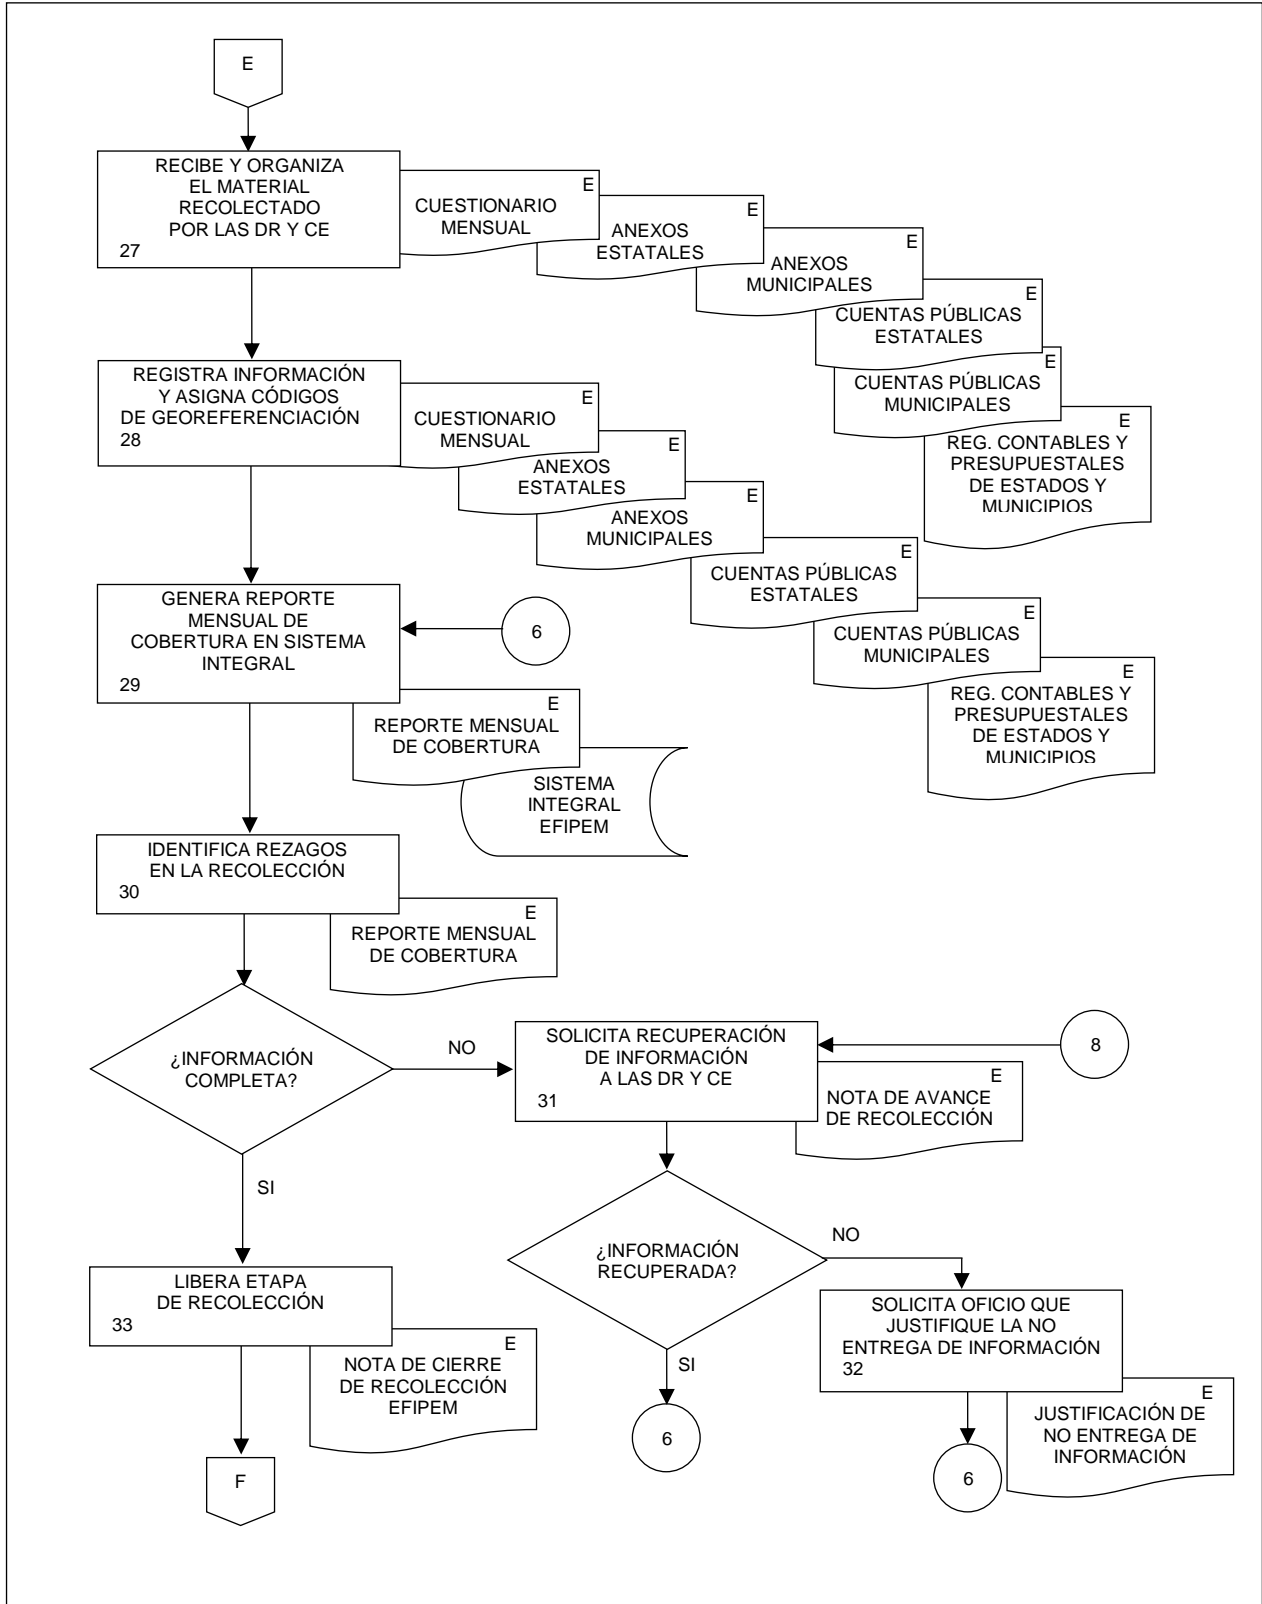 E
RECIBE Y ORGANIZA
EL MATERIAL
RECOLECTADO
POR LAS DR Y CE
27
E
CUESTIONARIO
MENSUAL
E
ANEXOS
ESTATALES
E
ANEXOS
MUNICIPALES
E
CUENTAS PÚBLICAS
ESTATALES
E
CUENTAS PÚBLICAS
MUNICIPALES
E
REG. CONTABLES Y
PRESUPUESTALES
DE ESTADOS Y
MUNICIPIOS
REGISTRA INFORMACIÓN
Y ASIGNA CÓDIGOS
DE GEOREFERENCIACIÓN
28
E
CUESTIONARIO
MENSUAL
E
ANEXOS
ESTATALES
E
ANEXOS
MUNICIPALES
E
CUENTAS PÚBLICAS
ESTATALES
E
CUENTAS PÚBLICAS
MUNICIPALES
E
REG. CONTABLES Y
PRESUPUESTALES
DE ESTADOS Y
MUNICIPIOS
GENERA REPORTE
MENSUAL DE
COBERTURA EN SISTEMA
INTEGRAL
29
6
E
REPORTE MENSUAL
DE COBERTURA
SISTEMA
INTEGRAL
EFIPEM
IDENTIFICA REZAGOS
EN LA RECOLECCIÓN
30
E
REPORTE MENSUAL
DE COBERTURA
¿INFORMACIÓN
COMPLETA?
NO
SOLICITA RECUPERACIÓN
DE INFORMACIÓN
A LAS DR Y CE
31
8
E
NOTA DE AVANCE
DE RECOLECCIÓN
SI
¿INFORMACIÓN
RECUPERADA?
NO
LIBERA ETAPA
DE RECOLECCIÓN
33
E
NOTA DE CIERRE
DE RECOLECCIÓN
EFIPEM
SI
6
SOLICITA OFICIO QUE
JUSTIFIQUE LA NO
ENTREGA DE INFORMACIÓN
32
E
JUSTIFICACIÓN DE
NO ENTREGA DE
INFORMACIÓN
6
F